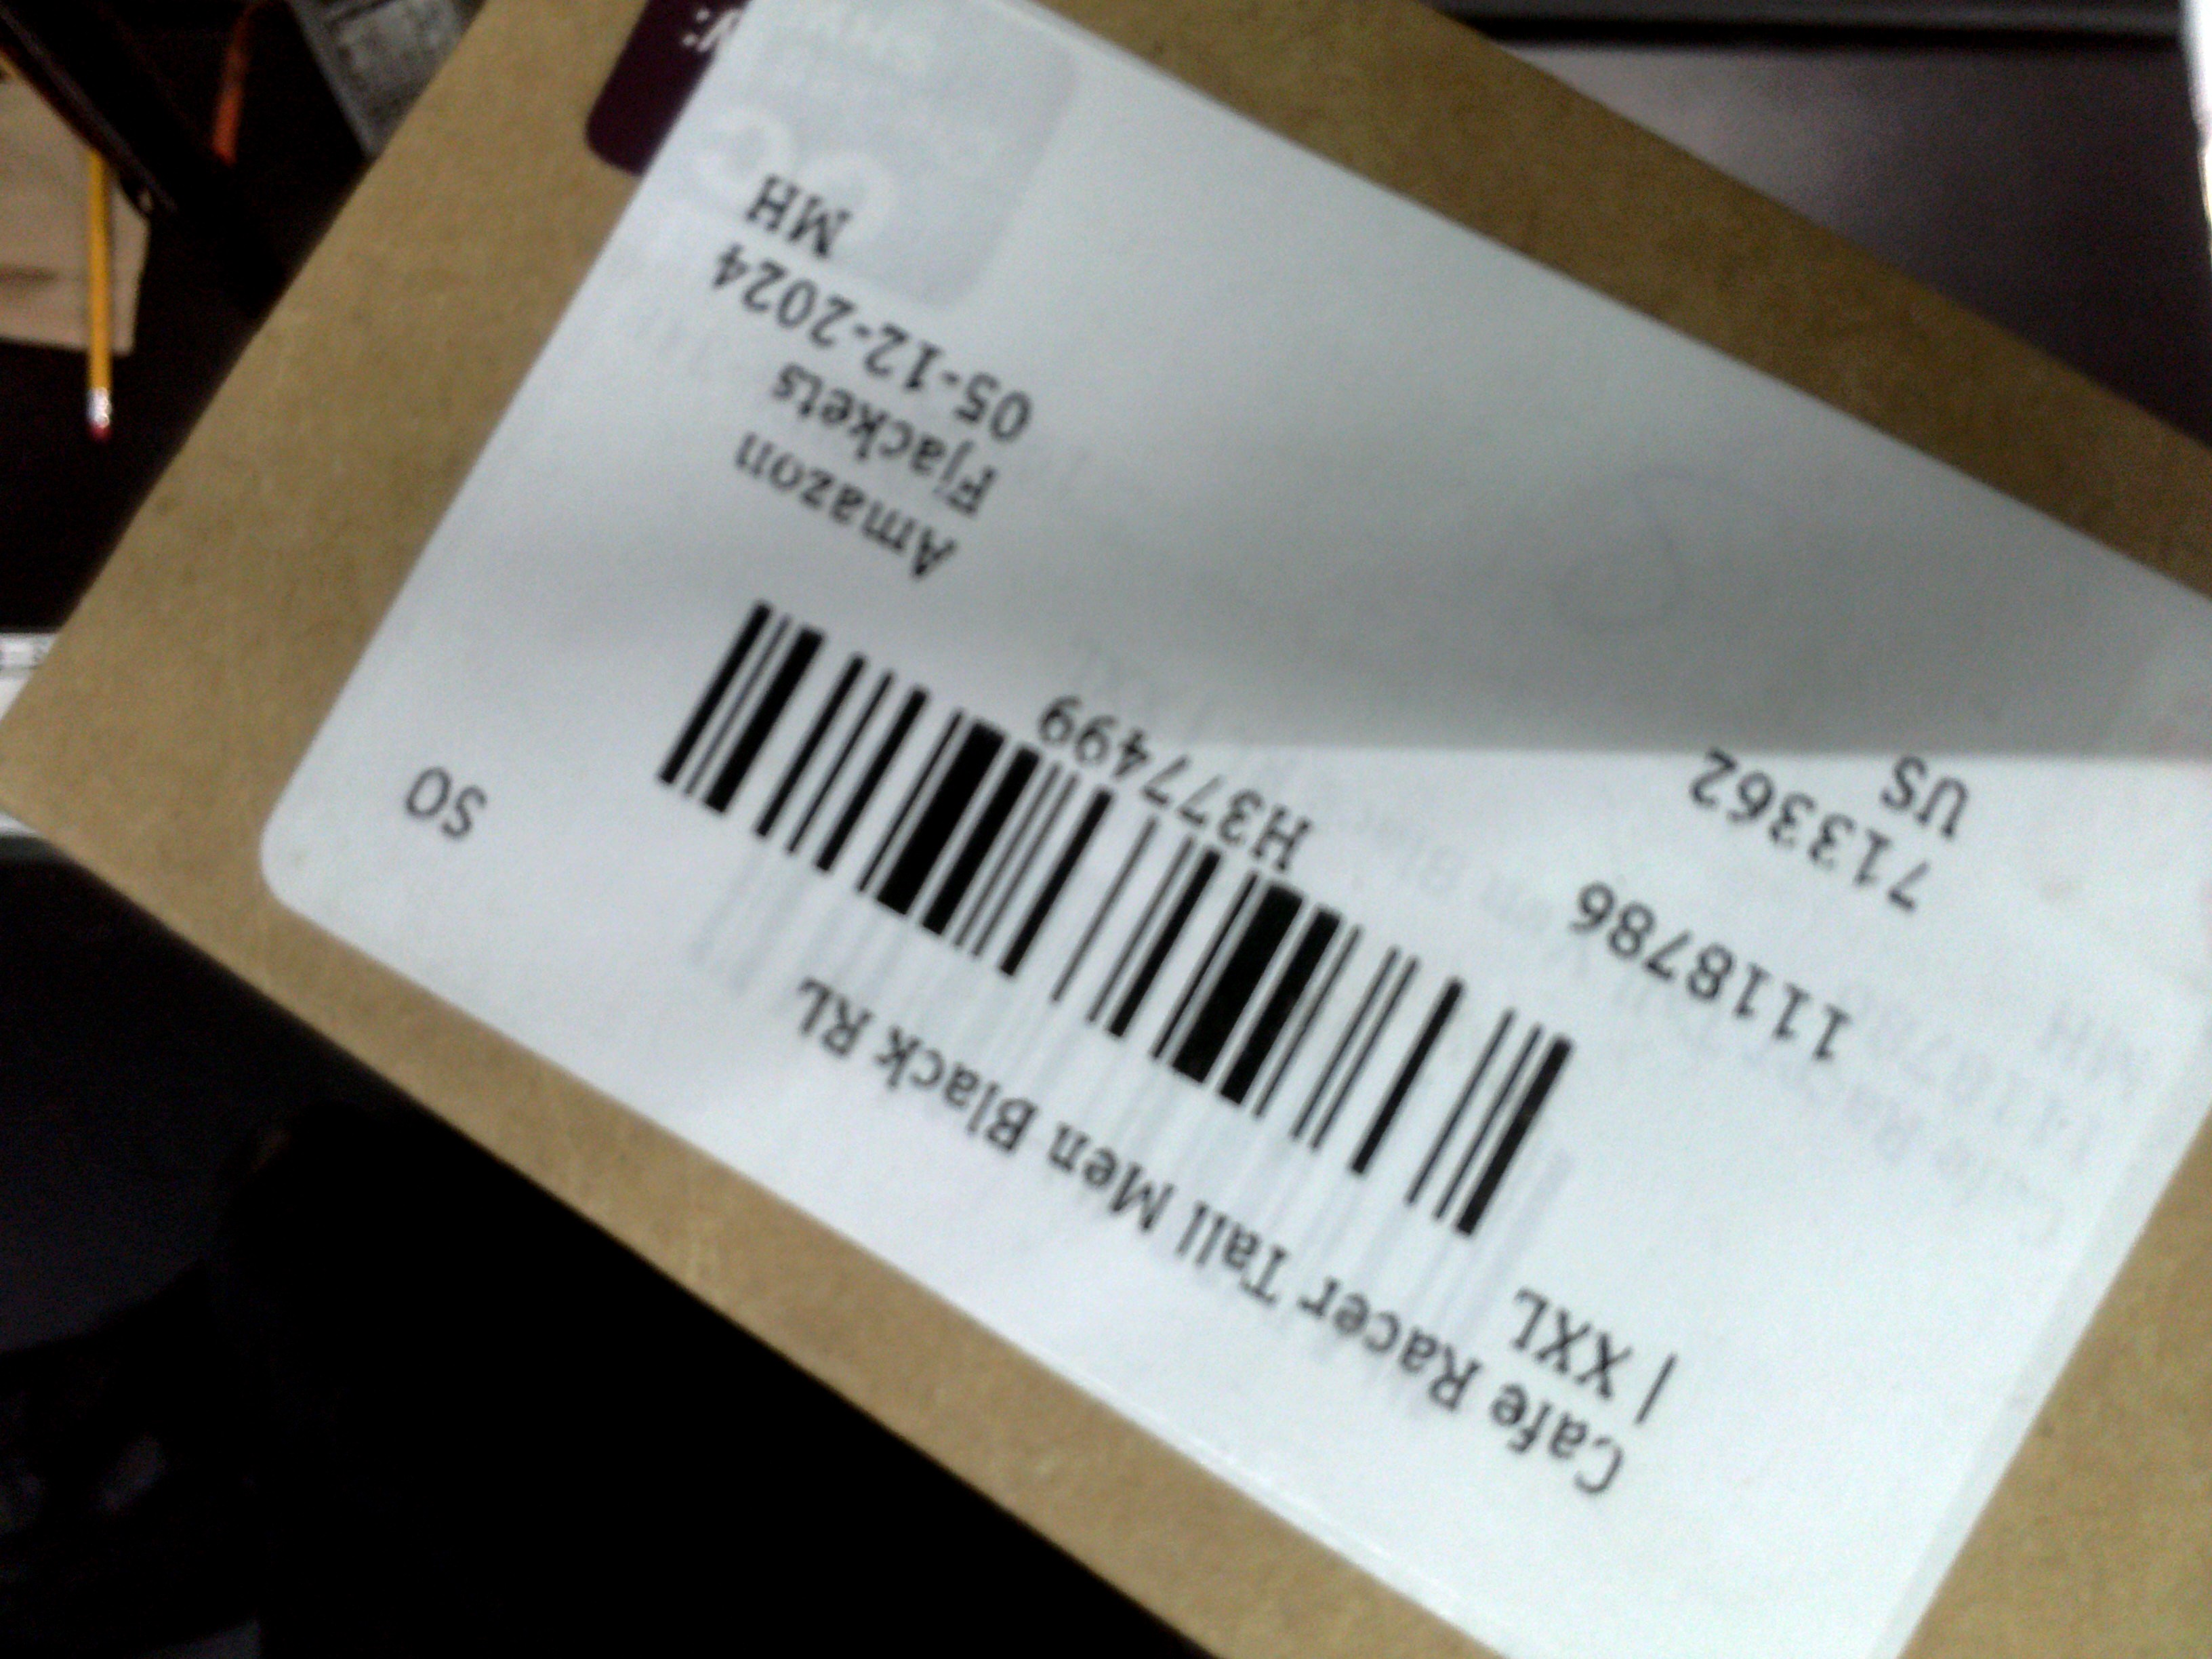 Cafe Racer Tall Men Black RL
| XXL
SO
H377499
1118786
Amazon
713362
Fjackets
US
05-12-2024
MH